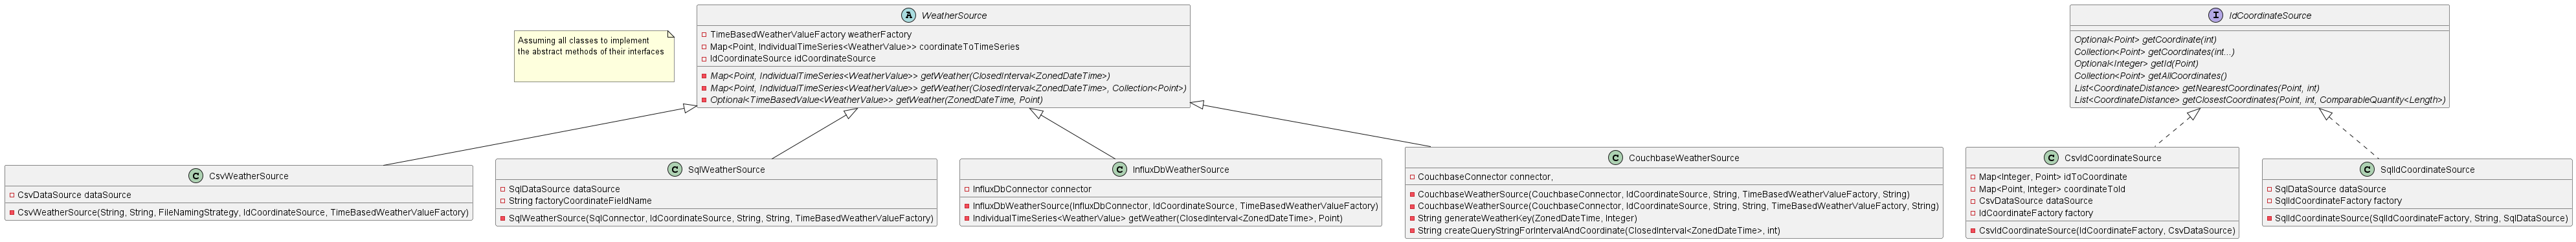 Assuming all classes to implement
the abstract methods of their interfaces
A WeatherSource
TimeBasedWeatherValueFactory weatherFactory
Map<Point, IndividualTimeSeries<WeatherValue>> coordinateToTimeSeries
IdCoordinateSource idCoordinateSource
Map<Point, IndividualTimeSeries<WeatherValue>> getWeather(ClosedInterval<ZonedDateTime>)
Map<Point, IndividualTimeSeries<WeatherValue>> getWeather(ClosedInterval<ZonedDateTime>, Collection<Point>)
Optional<TimeBasedValue<WeatherValue>> getWeather(ZonedDateTime, Point)
I IdCoordinateSource
Optional<Point> getCoordinate(int)
Collection<Point> getCoordinates(int...)
Optional<Integer> getId(Point)
Collection<Point> getAllCoordinates()
List<CoordinateDistance> getNearestCoordinates(Point, int)
List<CoordinateDistance> getClosestCoordinates(Point, int, ComparableQuantity<Length>)
C CsvWeatherSource
CsvDataSource dataSource
CsvWeatherSource(String, String, FileNamingStrategy, IdCoordinateSource, TimeBasedWeatherValueFactory)
C SqlWeatherSource
SqlDataSource dataSource
String factoryCoordinateFieldName
SqlWeatherSource(SqlConnector, IdCoordinateSource, String, String, TimeBasedWeatherValueFactory)
C InfluxDbWeatherSource
InfluxDbConnector connector
InfluxDbWeatherSource(InfluxDbConnector, IdCoordinateSource, TimeBasedWeatherValueFactory)
IndividualTimeSeries<WeatherValue> getWeather(ClosedInterval<ZonedDateTime>, Point)
C CouchbaseWeatherSource
CouchbaseConnector connector,
CouchbaseWeatherSource(CouchbaseConnector, IdCoordinateSource, String, TimeBasedWeatherValueFactory, String)
CouchbaseWeatherSource(CouchbaseConnector, IdCoordinateSource, String, String, TimeBasedWeatherValueFactory, String)
String generateWeatherKey(ZonedDateTime, Integer)
String createQueryStringForIntervalAndCoordinate(ClosedInterval<ZonedDateTime>, int)
C CsvIdCoordinateSource
Map<Integer, Point> idToCoordinate
Map<Point, Integer> coordinateToId
CsvDataSource dataSource
IdCoordinateFactory factory
CsvIdCoordinateSource(IdCoordinateFactory, CsvDataSource)
C SqlIdCoordinateSource
SqlDataSource dataSource
SqlIdCoordinateFactory factory
SqlIdCoordinateSource(SqlIdCoordinateFactory, String, SqlDataSource)